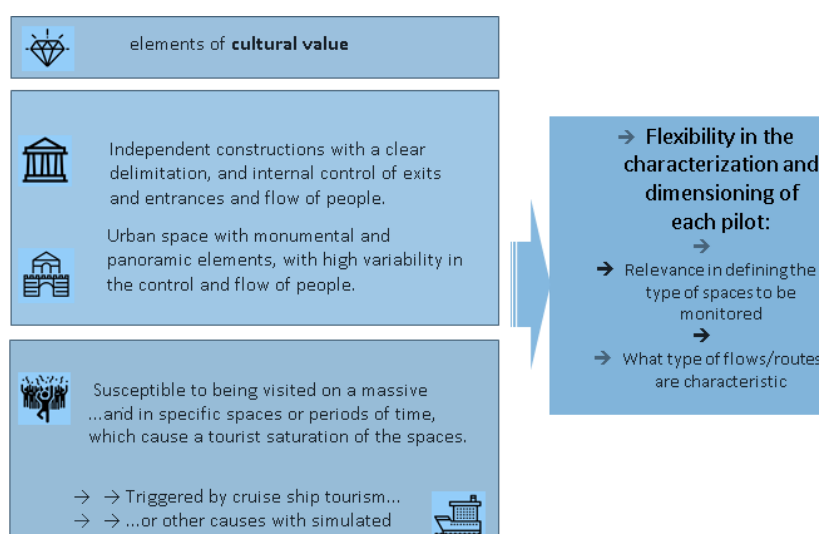 elements of cultural value
Independent constructions with a clear
delimitation, and internal control of exits
and entrances and flow of people.
Urban space with monumental and
panoramic elements, with high variability in
the control and flow of people.
Susceptible to being visited on a massive
...and in specific spaces or periods of time,
which cause a tourist saturation of the spaces.
→ → Triggered by cruise ship tourism...
→ → ...or other causes with simulated
→ Flexibility in the
characterization and
dimensioning of
each pilot:
→
→ Relevance in defining the
type of spaces to be
monitored
→
→ What type of flows/routes
are characteristic